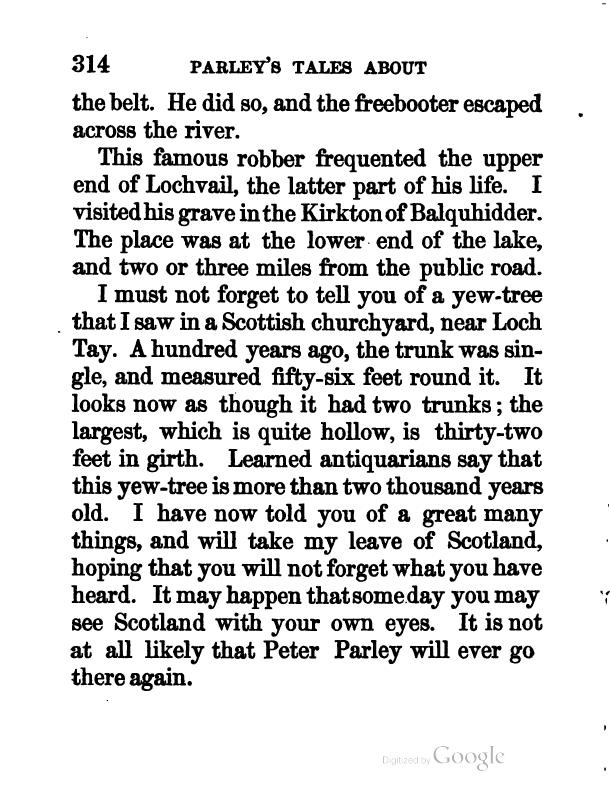 314 PARLEY'S TALES ABOUT
the belt. He did so, and the freebooter escaped
across the river.
This famous robber frequented the upper
end of Lochvail, the latter part of his life. I
visited his grave in the Kirkton of Balquhidder.
The place was at the lower end of the lake,
and two or three miles from the public road.
I must not forget to tell you of a yew-tree
that I saw in a Scottish churchyard, near Loch
Tay. A hundred years ago, the trunk was sin-
gle, and measured fifty-six feet round it. It
looks now as though it had two trunks; the
largest, which is quite hollow, is thirty-two
feet in girth. Learned antiquarians say that
this yew-tree is more than two thousand years
old. I have now told you of a great many
things, and will take my leave of Scotland,
hoping that you will not forget what you have
heard. It may happen that some day you may
see Scotland with your own eyes. It is not
at all likely that Peter Parley will ever go
there again.
Digitized by Google